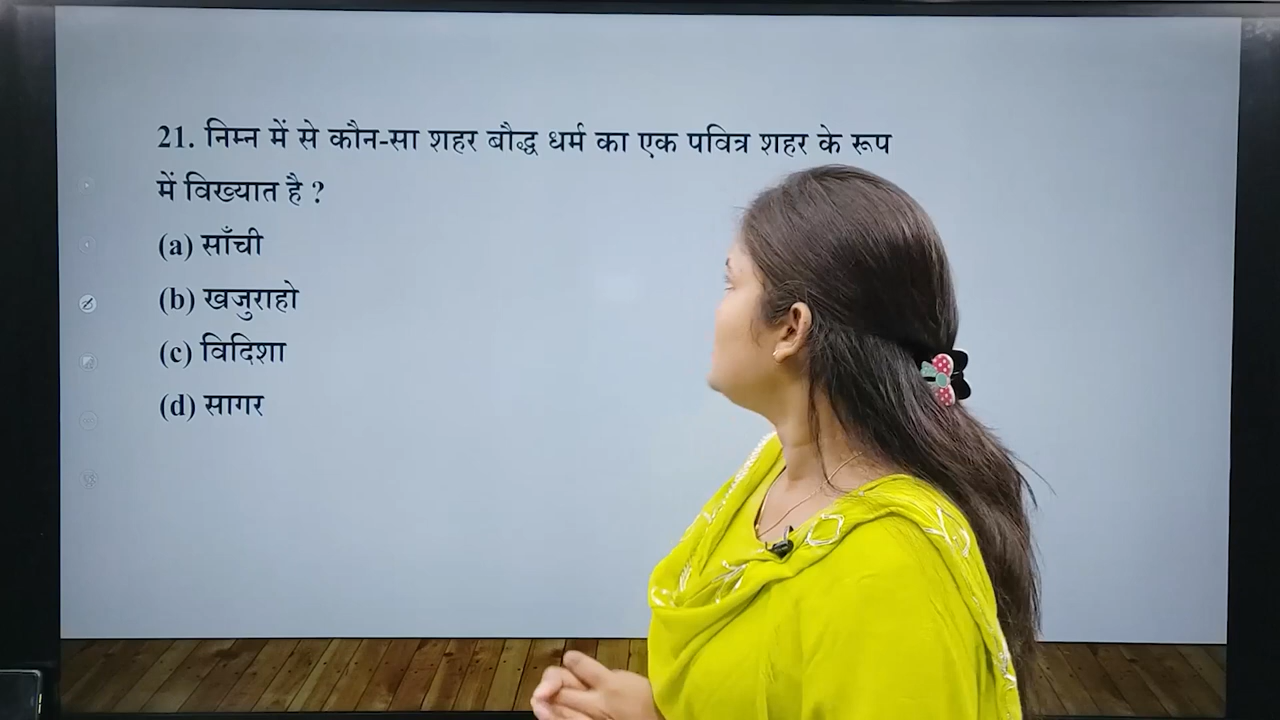 21. निम्न में से कौन-सा शहर बौद्ध धर्म का एक पवित्र शहर के रूप
में विख्यात है ?
(a) साँची
(b) खजुराहो
(c) विदिशा
(d) सागर